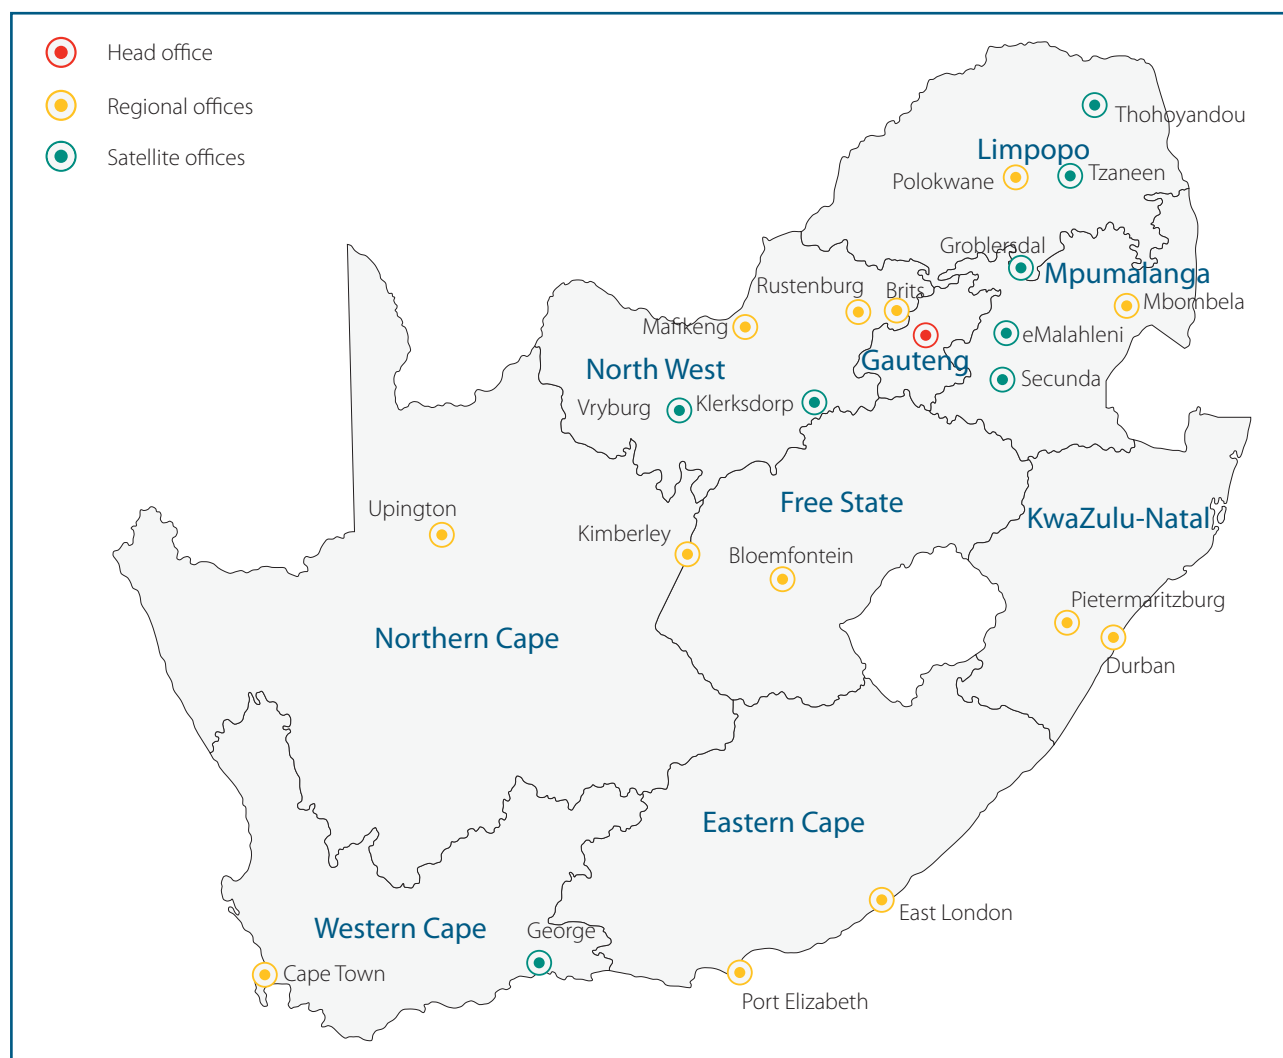 Head office
Regional offices
Satellite offices
Thohoyandou
Limpopo
Polokwane
Tzaneen
Groblersdal
Mpumalanga
Rustenburg
Brits
Mbombela
Mafikeng
eMalahleni
Gauteng
North West
Secunda
Vryburg
Klerksdorp
Free State
Upington
KwaZulu-Natal
Kimberley
Bloemfontein
Pietermaritzburg
Northern Cape
Durban
Eastern Cape
East London
Western Cape
George
Cape Town
Port Elizabeth